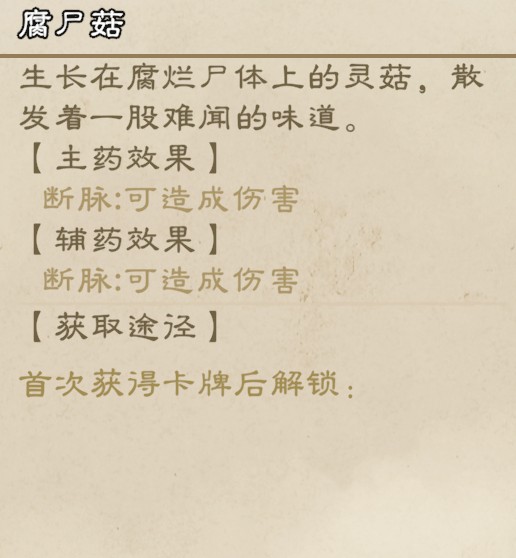 腐尸菇
生长在腐烂尸体上的灵菇，散
发着一股难闻的味道。
【主药效果】
断脉:可造成伤害
【辅药效果】
断脉:可造成伤害
【获取途径】
首次获得卡牌后解锁：